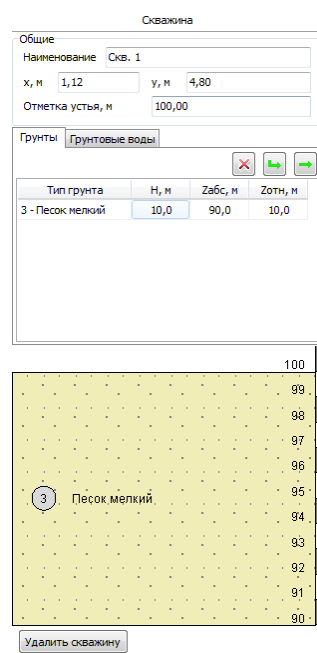 Скважина
Общие
Наименование Скв. 1
x, м 1,12 y, м 4,80
Отметка устья, м 100,00
Грунты Грунтовые воды
Тип грунта H, м Zабс, м Zотн, м
3 - Песок мелкий 10,0 90,0 10,0
100
99
98
97
96
3 Песок мелкий 95
94
93
92
91
90
Удалить скважину